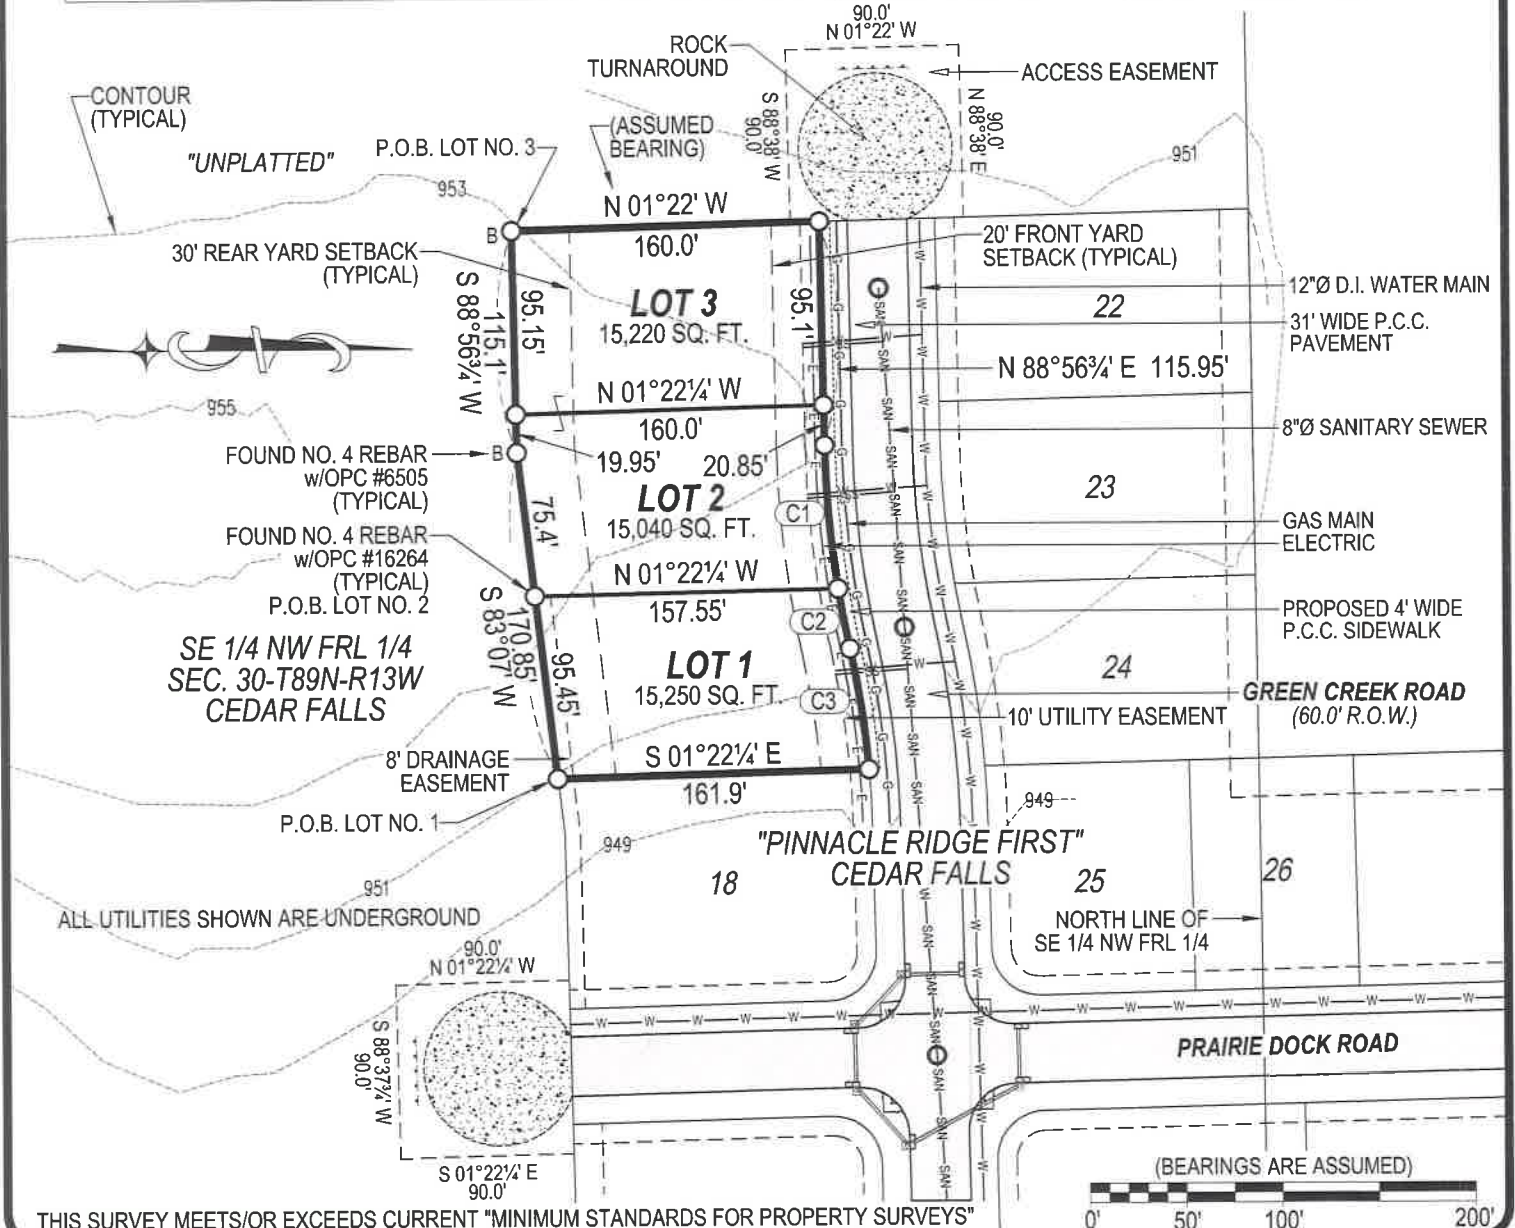 90.0'
N 01°22' W
ROCK
TURNAROUND
ACCESS EASEMENT
CONTOUR
(TYPICAL)
"UNPLATTED"
P.O.B. LOT NO. 3
(ASSUMED
BEARING)
S 88°38' W
90.0'
90.0'
N 88°38' E
951
953
N 01°22' W
160.0'
B
30' REAR YARD SETBACK
(TYPICAL)
20' FRONT YARD
SETBACK (TYPICAL)
LOT 3
15,220 SQ. FT.
95.15'
115.1'
S 88°56¾' W
95.1'
22
12"Ø D.I. WATER MAIN
31' WIDE P.C.C.
PAVEMENT
N 88°56¾' E 115.95'
N 01°22¼' W
160.0'
955
8"Ø SANITARY SEWER
FOUND NO. 4 REBAR
w/OPC #6505
(TYPICAL)
B
19.95'
20.85'
LOT 2
15,040 SQ. FT.
C1
23
75.4'
GAS MAIN
ELECTRIC
FOUND NO. 4 REBAR
w/OPC #16264
(TYPICAL)
P.O.B. LOT NO. 2
N 01°22¼' W
157.55'
C2
PROPOSED 4' WIDE
P.C.C. SIDEWALK
SE 1/4 NW FRL 1/4
SEC. 30-T89N-R13W
CEDAR FALLS
95.45'
170.85'
S 83°07' W
LOT 1
15,250 SQ. FT.
C3
24
GREEN CREEK ROAD
(60.0' R.O.W.)
10' UTILITY EASEMENT
8' DRAINAGE
EASEMENT
S 01°22¼' E
161.9'
P.O.B. LOT NO. 1
949
949
"PINNACLE RIDGE FIRST"
CEDAR FALLS
18
25
26
951
ALL UTILITIES SHOWN ARE UNDERGROUND
NORTH LINE OF
SE 1/4 NW FRL 1/4
90.0'
N 01°22¼' W
S 88°37¾' W
90.0'
PRAIRIE DOCK ROAD
W W W W W W
W W W W W W W W
SAN SAN SAN SAN SAN SAN SAN SAN
G G G G G G
E E E E E
S 01°22¼' E
90.0'
(BEARINGS ARE ASSUMED)
0' 50' 100' 200'
THIS SURVEY MEETS/OR EXCEEDS CURRENT "MINIMUM STANDARDS FOR PROPERTY SURVEYS"